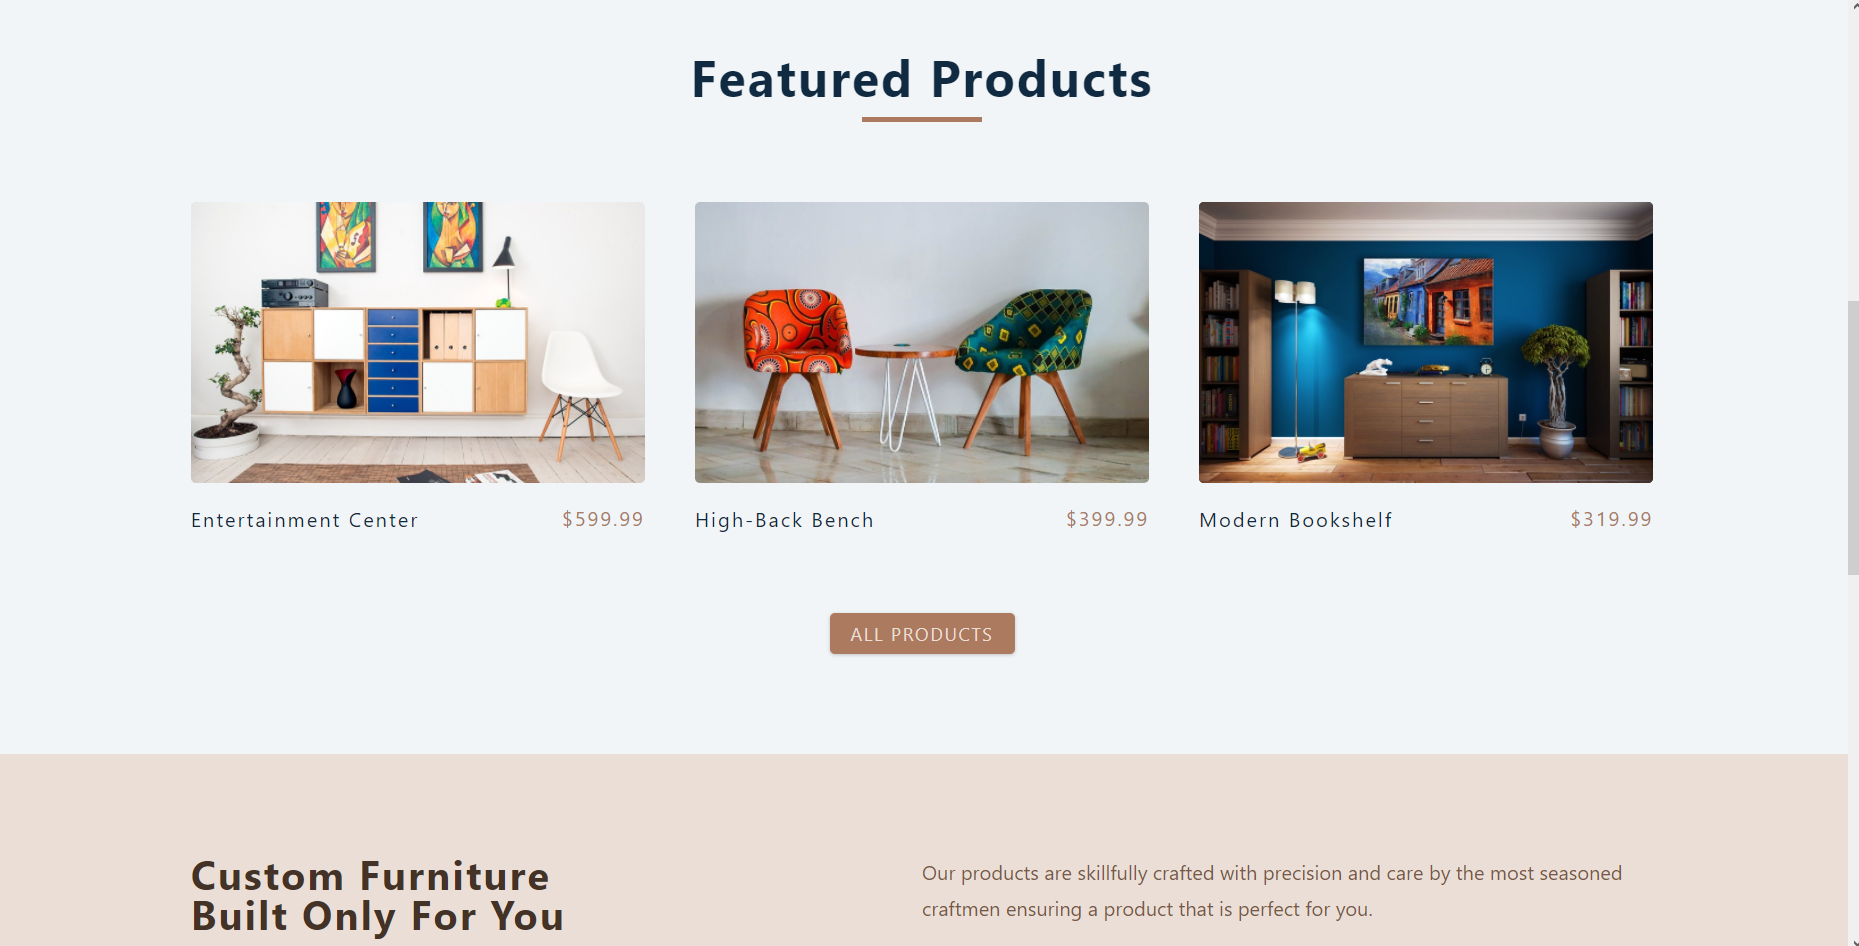 Featured Products
Entertainment Center
$599.99
High-Back Bench
$399.99
Modern Bookshelf
$319.99
ALL PRODUCTS
Custom Furniture
Built Only For You
Our products are skillfully crafted with precision and care by the most seasoned
craftmen ensuring a product that is perfect for you.